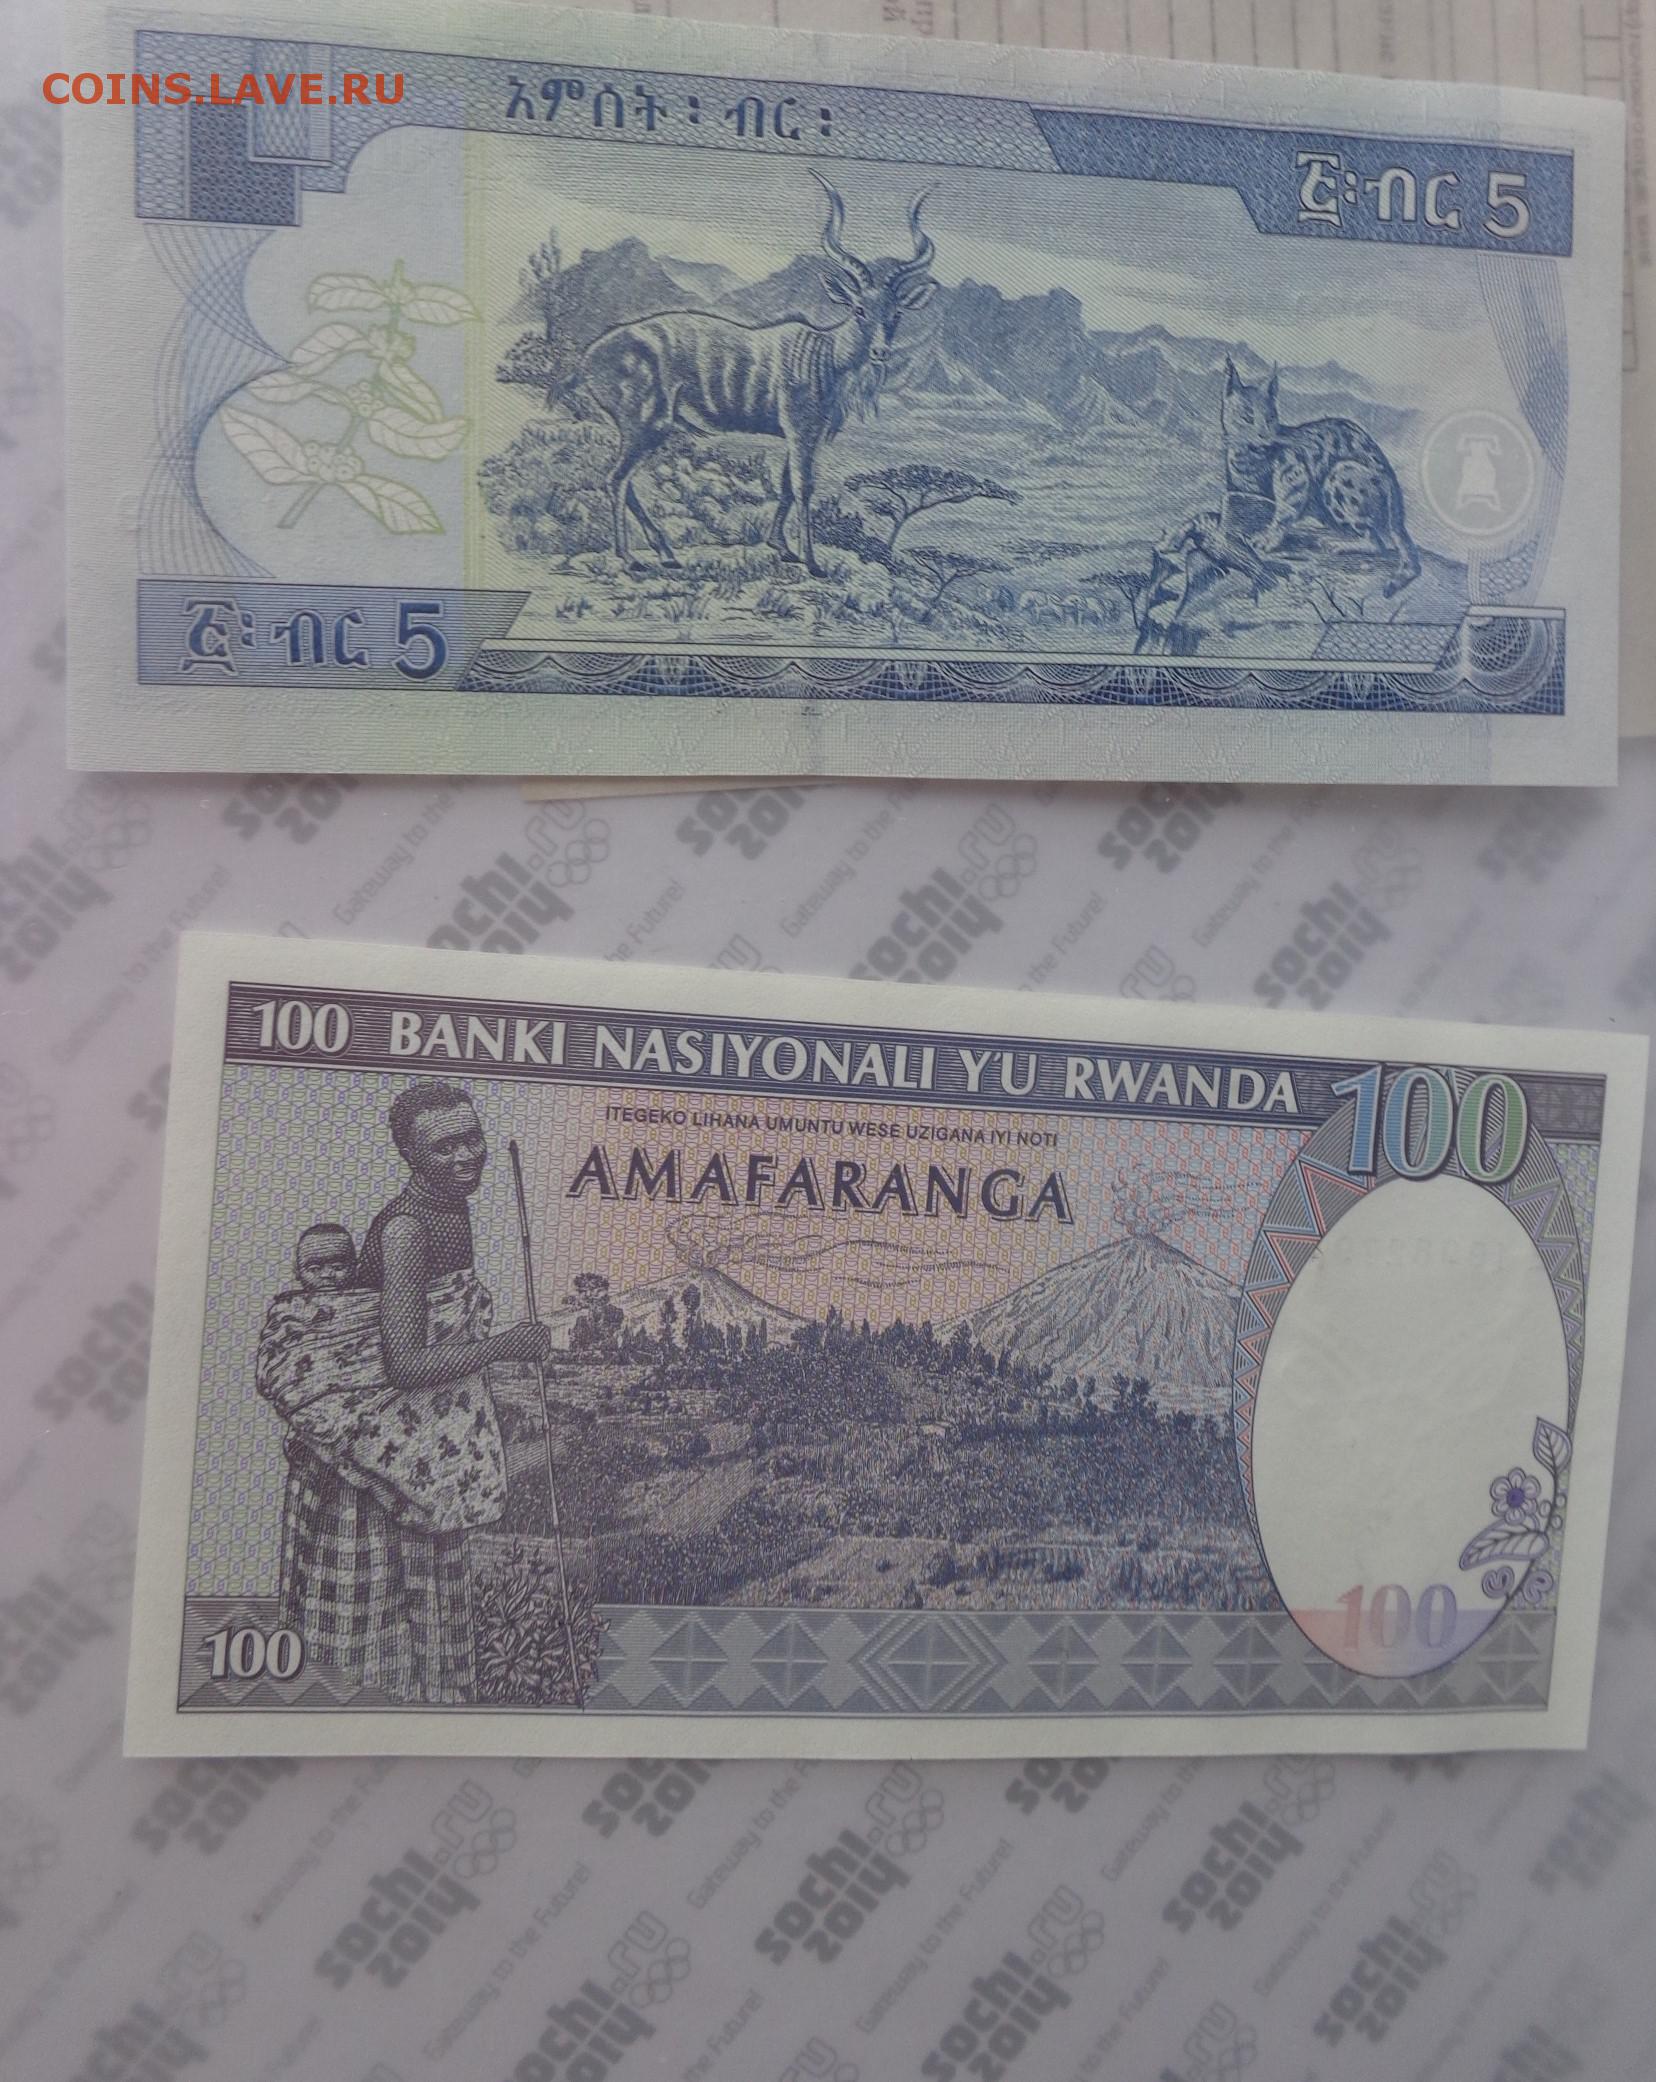 COINS.LAVE.RU
አምስት ፡ ብር ፡
፭፡ብር 5
፭፡ብር 5
sochi.ru
2014
Gateway to the Future!
100 BANKI NASIYONALI Y'U RWANDA 100
ITEGEKO LIHANA UMUNTU WESE UZIGANA IYI NOTI
AMAFARANGA
100
100